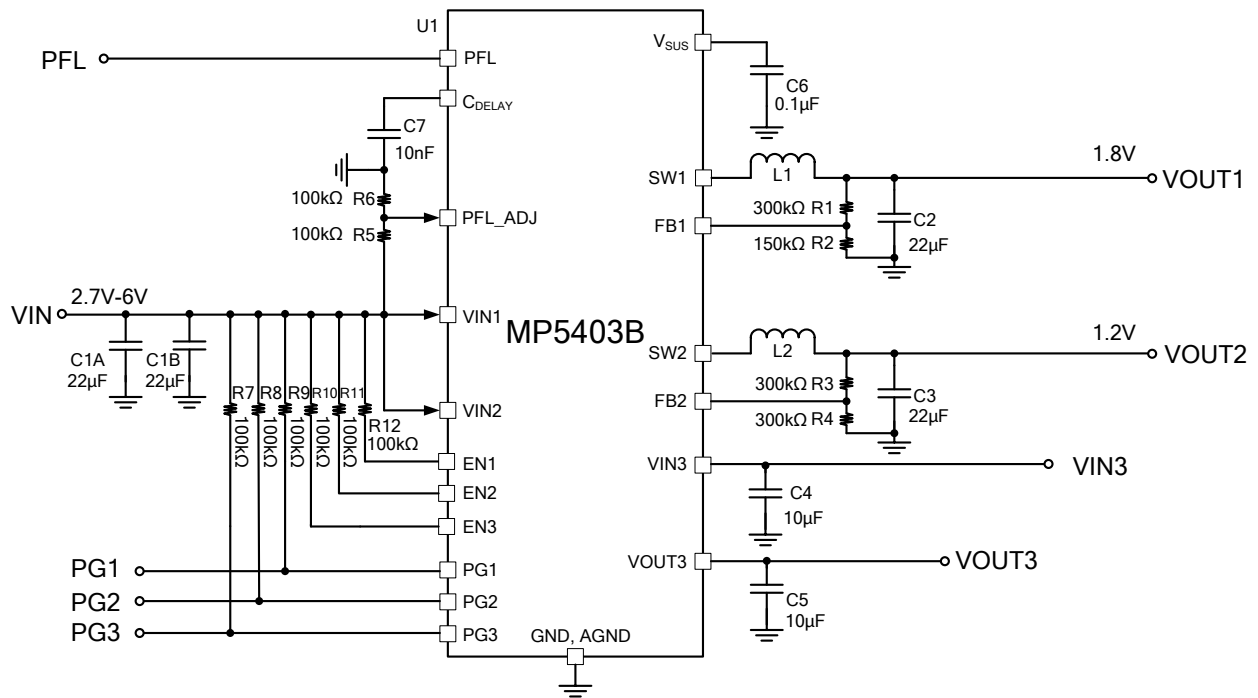 U1
PFL
PFL
C7
10nF
CDELAY
100kΩ R6
100kΩ R5
PFL_ADJ
VIN
2.7V-6V
VIN1
C1A
22µF
C1B
22µF
R7
100kΩ
R8
100kΩ
R9
100kΩ
R10
100kΩ
R11
100kΩ
R12
100kΩ
VIN2
EN1
EN2
EN3
PG1
PG1
PG2
PG2
PG3
PG3
MP5403B
GND, AGND
VSUS
C6
0.1µF
SW1
L1
1.8V
VOUT1
300kΩ R1
FB1
150kΩ R2
C2
22µF
SW2
L2
1.2V
VOUT2
300kΩ R3
FB2
300kΩ R4
C3
22µF
VIN3
VIN3
C4
10µF
VOUT3
VOUT3
C5
10µF